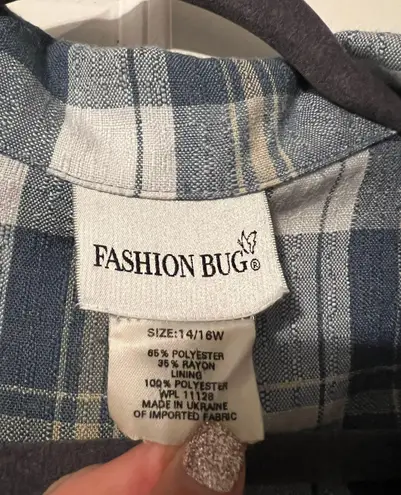 FASHION BUG®
SIZE:14/16W
65% POLYESTER
35% RAYON
LINING
100% POLYESTER
WPL 11128
MADE IN UKRAINE
OF IMPORTED FABRIC